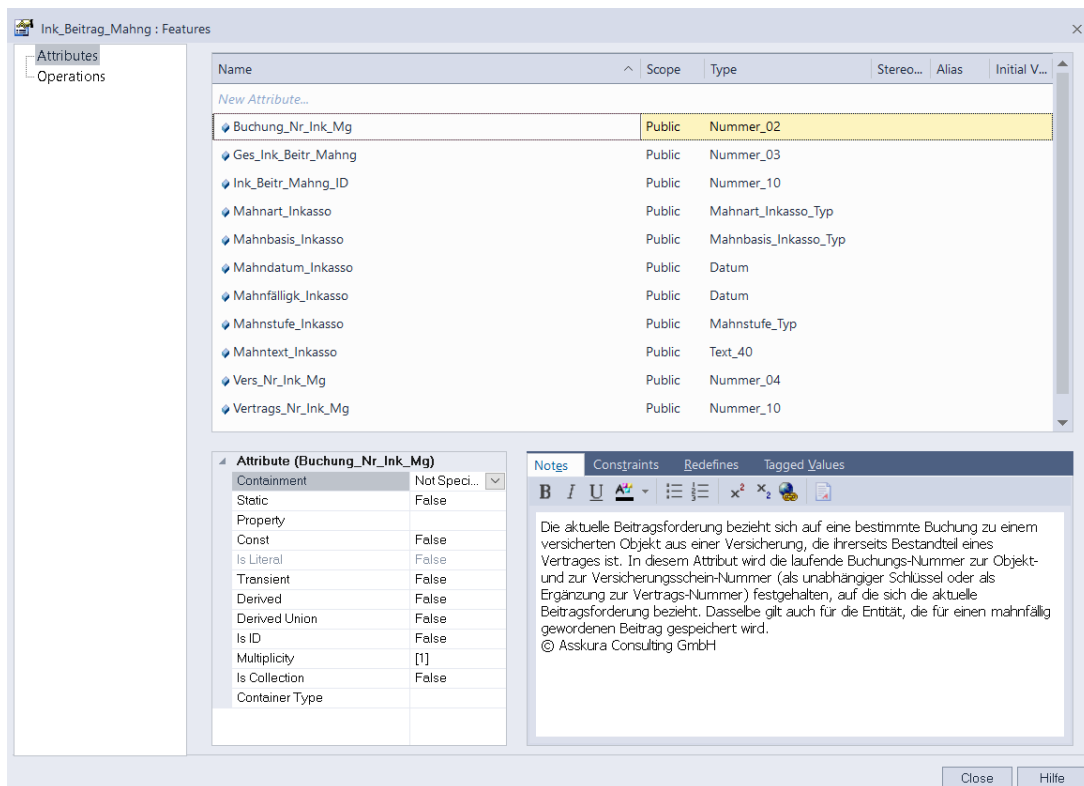 Ink_Beitrag_Mahng : Features
Attributes
Operations
Name Scope Type Stereo... Alias Initial V...
New Attribute...
Buchung_Nr_Ink_Mg Public Nummer_02
Ges_Ink_Beitr_Mahng Public Nummer_03
Ink_Beitr_Mahng_ID Public Nummer_10
Mahnart_Inkasso Public Mahnart_Inkasso_Typ
Mahnbasis_Inkasso Public Mahnbasis_Inkasso_Typ
Mahndatum_Inkasso Public Datum
Mahnfälligk_Inkasso Public Datum
Mahnstufe_Inkasso Public Mahnstufe_Typ
Mahntext_Inkasso Public Text_40
Vers_Nr_Ink_Mg Public Nummer_04
Vertrags_Nr_Ink_Mg Public Nummer_10
Attribute (Buchung_Nr_Ink_Mg)
Containment Not Speci...
Static False
Property
Const False
Is Literal False
Transient False
Derived False
Derived Union False
Is ID False
Multiplicity [1]
Is Collection False
Container Type
Notes Constraints Redefines Tagged Values
B I U A x² x₂
Die aktuelle Beitragsforderung bezieht sich auf eine bestimmte Buchung zu einem
versicherten Objekt aus einer Versicherung, die ihrerseits Bestandteil eines
Vertrages ist. In diesem Attribut wird die laufende Buchungs-Nummer zur Objekt-
und zur Versicherungsschein-Nummer (als unabhängiger Schlüssel oder als
Ergänzung zur Vertrags-Nummer) festgehalten, auf die sich die aktuelle
Beitragsforderung bezieht. Dasselbe gilt auch für die Entität, die für einen mahnfällig
gewordenen Beitrag gespeichert wird.
© Asskura Consulting GmbH
Close Hilfe